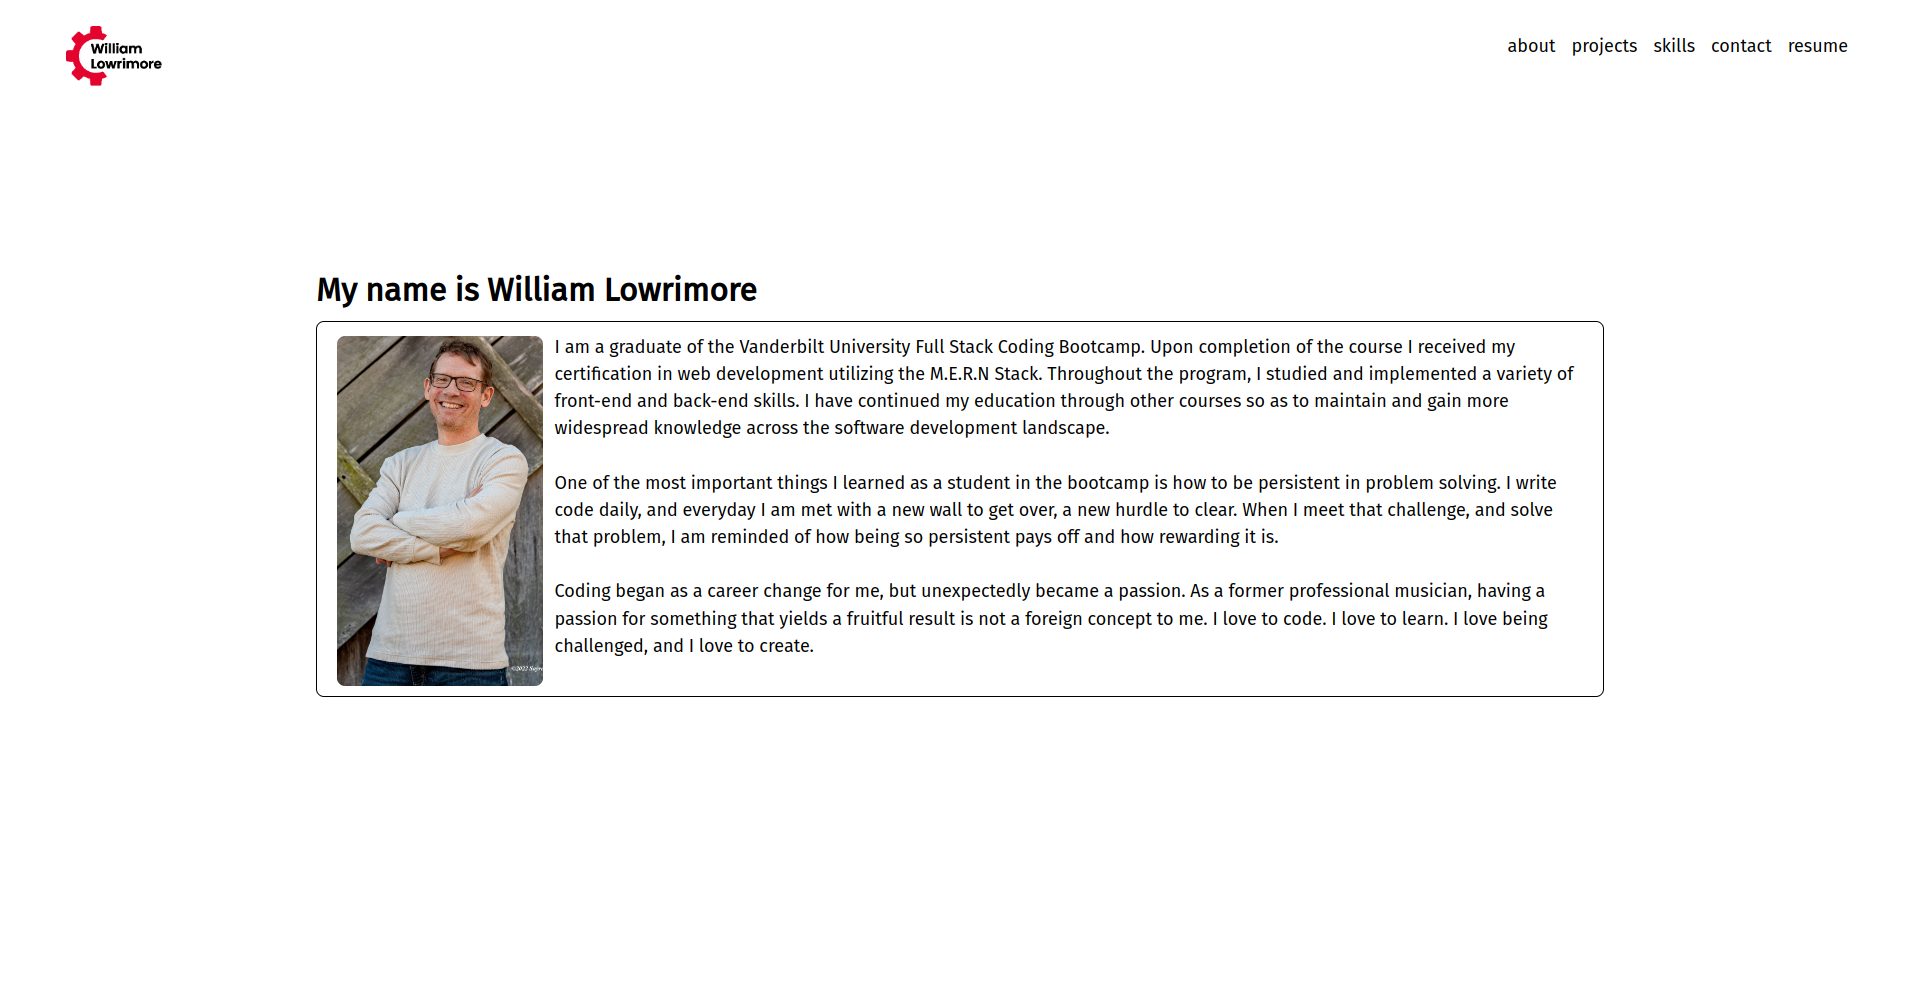 William
Lowrimore
about projects skills contact resume
My name is William Lowrimore
I am a graduate of the Vanderbilt University Full Stack Coding Bootcamp. Upon completion of the course I received my
certification in web development utilizing the M.E.R.N Stack. Throughout the program, I studied and implemented a variety of
front-end and back-end skills. I have continued my education through other courses so as to maintain and gain more
widespread knowledge across the software development landscape.
One of the most important things I learned as a student in the bootcamp is how to be persistent in problem solving. I write
code daily, and everyday I am met with a new wall to get over, a new hurdle to clear. When I meet that challenge, and solve
that problem, I am reminded of how being so persistent pays off and how rewarding it is.
Coding began as a career change for me, but unexpectedly became a passion. As a former professional musician, having a
passion for something that yields a fruitful result is not a foreign concept to me. I love to code. I love to learn. I love being
challenged, and I love to create.
©2022